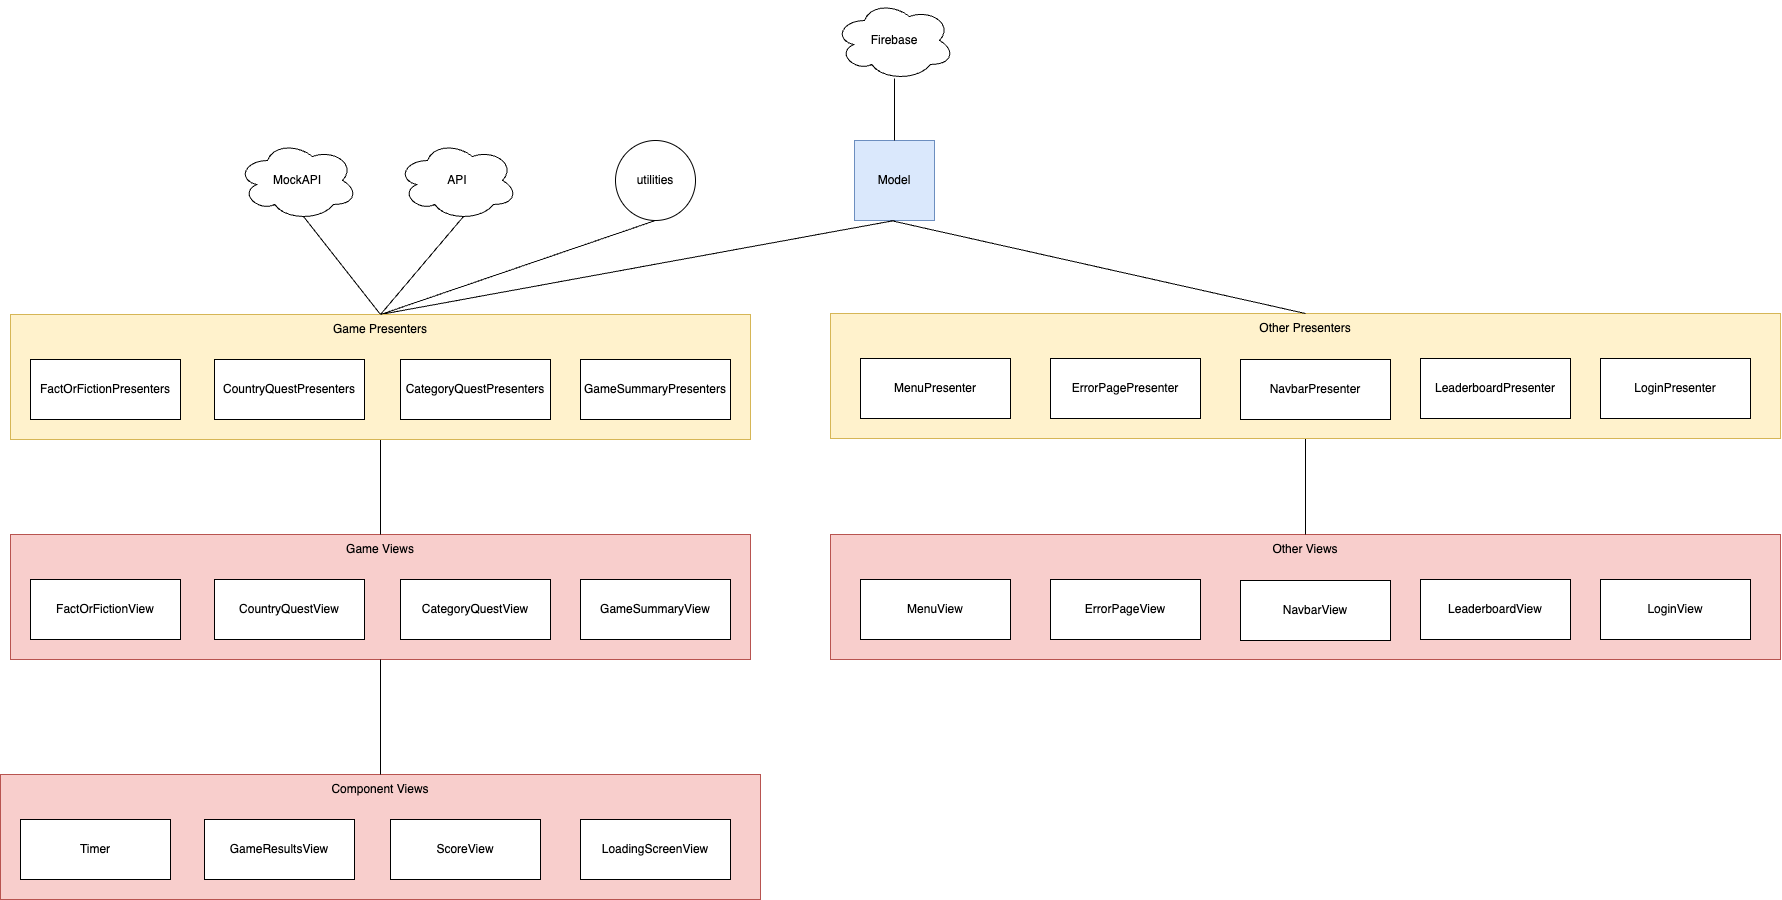 Firebase
MockAPI
API
utilities
Model
Game Presenters
FactOrFictionPresenters
CountryQuestPresenters
CategoryQuestPresenters
GameSummaryPresenters
Other Presenters
MenuPresenter
ErrorPagePresenter
NavbarPresenter
LeaderboardPresenter
LoginPresenter
Game Views
FactOrFictionView
CountryQuestView
CategoryQuestView
GameSummaryView
Other Views
MenuView
ErrorPageView
NavbarView
LeaderboardView
LoginView
Component Views
Timer
GameResultsView
ScoreView
LoadingScreenView